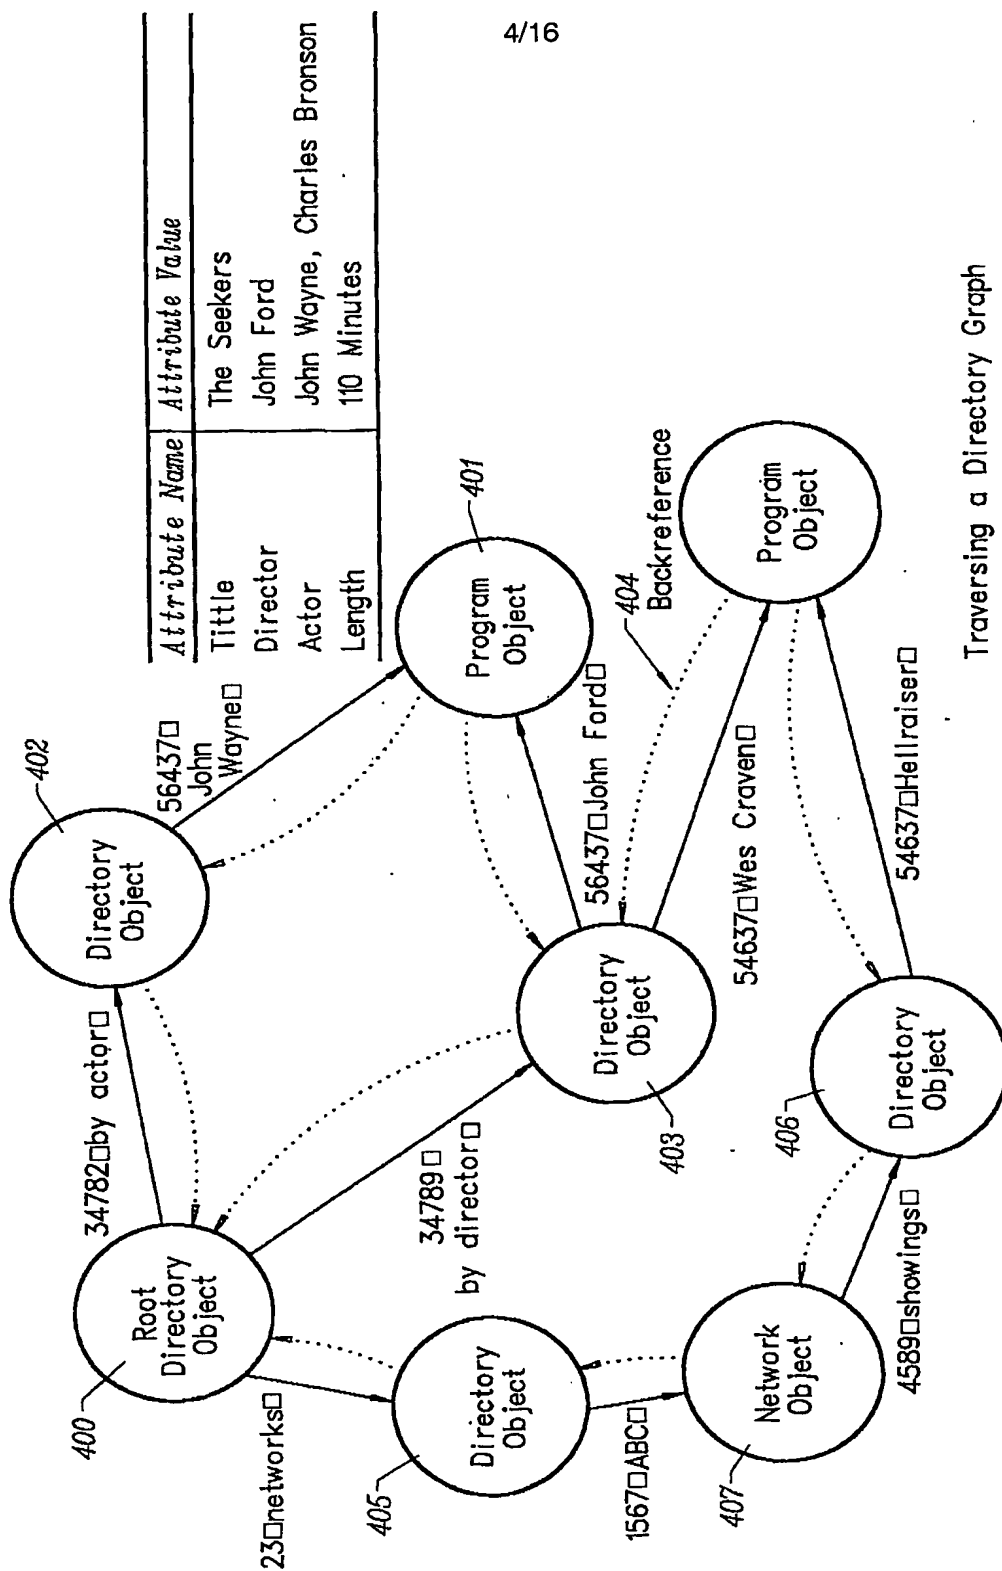 4/16
Attribute Name Attribute Value
Tittle The Seekers
Director John Ford
Actor John Wayne, Charles Bronson
Length 110 Minutes
402
Directory
Object
56437□
John
Wayne□
401
Program
Object
34782□by actor□
400
Root
Directory
Object
34789□
by director□
Directory
Object
403
56437□John Ford□
404
Backreference
54637□Wes Craven□
Program
Object
23□networks□
405
Directory
Object
1567□ABC□
407
Network
Object
4589□showings□
406
Directory
Object
54637□Hellraiser□
Traversing a Directory Graph